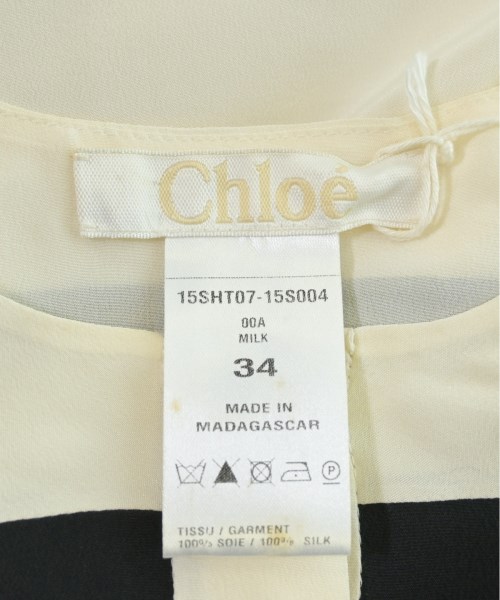 Chloé
15SHT07-15S004
00A
MILK
34
MADE IN
MADAGASCAR
P
TISSU / GARMENT
100% SOIE / 100% SILK